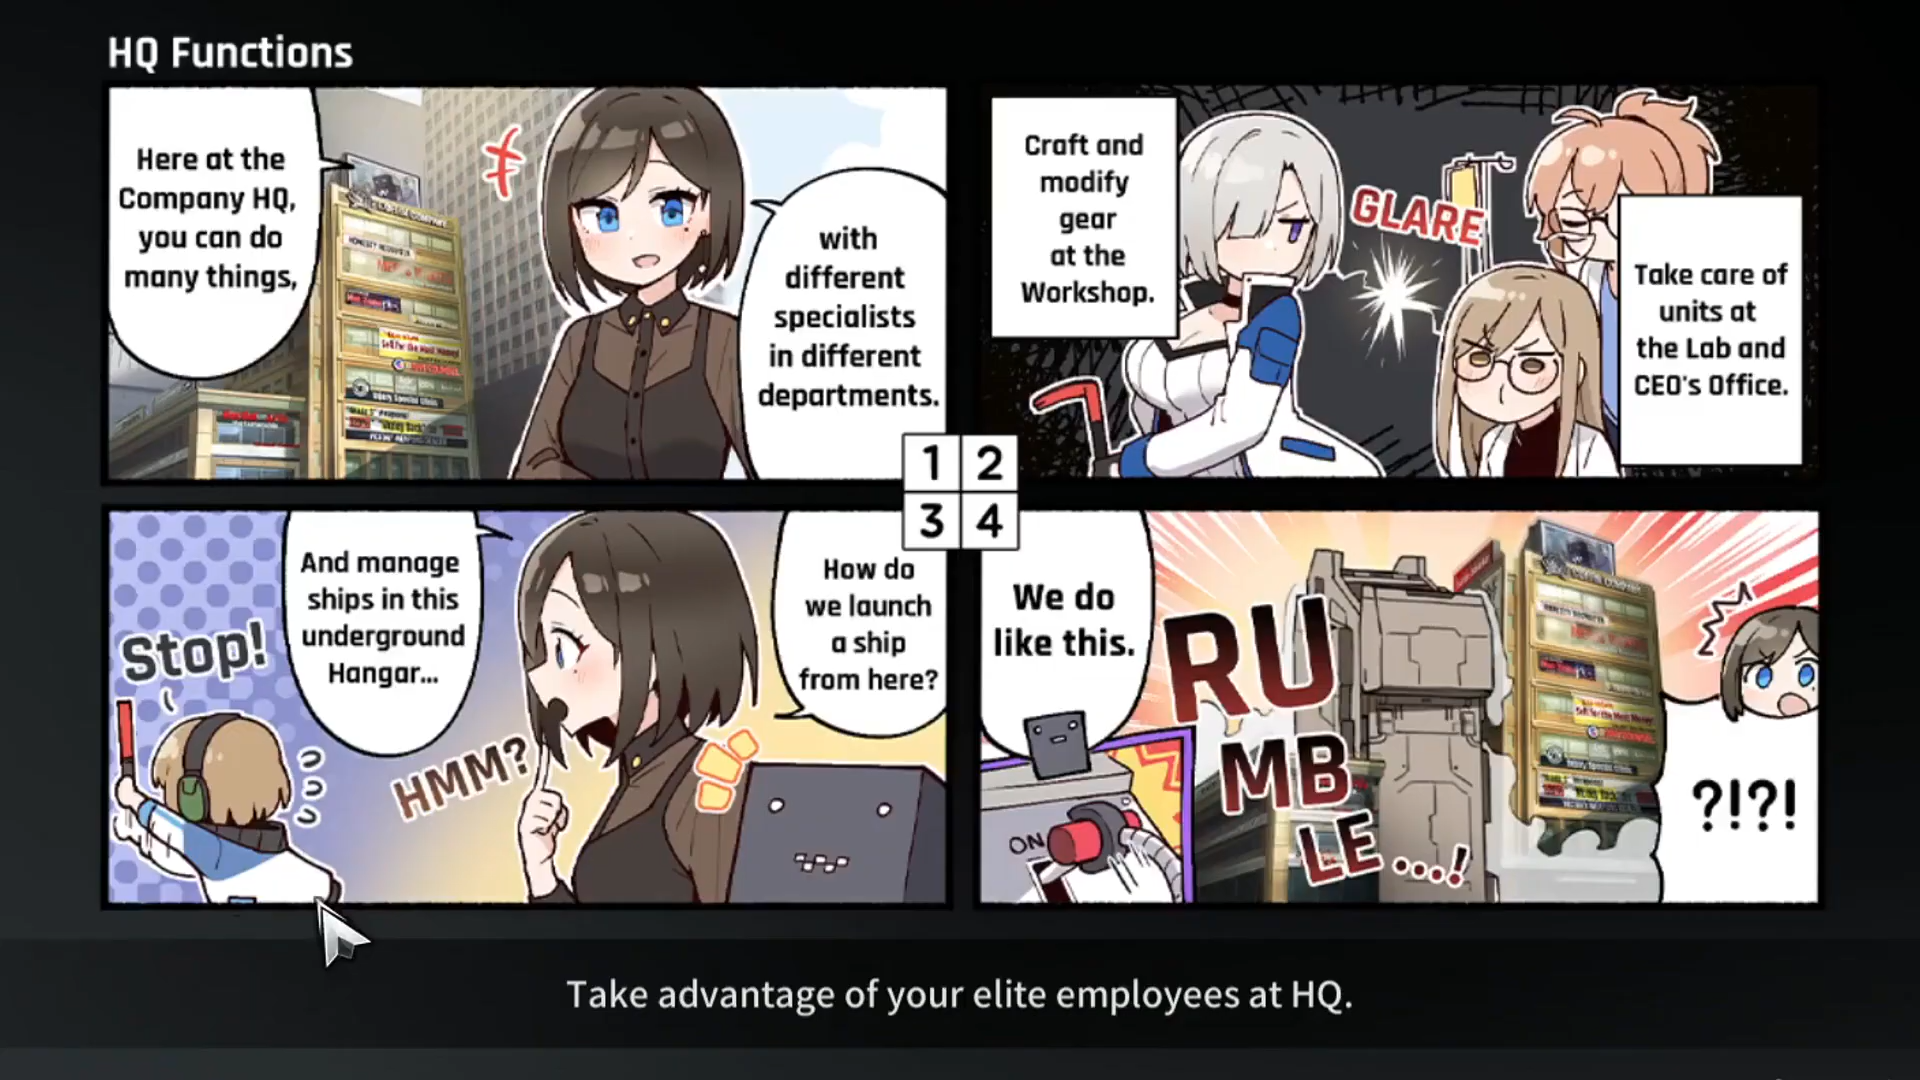 HQ Functions
Here at the
Company HQ,
you can do
many things,
with
different
specialists
in different
departments.
Craft and
modify
gear
at the
Workshop.
GLARE
Take care of
units at
the Lab and
CEO's Office.
1 2
3 4
Stop!
And manage
ships in this
underground
Hangar...
HMM?
How do
we launch
a ship
from here?
We do
like this.
ON
RU
MB
LE...!
?!?!
Take advantage of your elite employees at HQ.